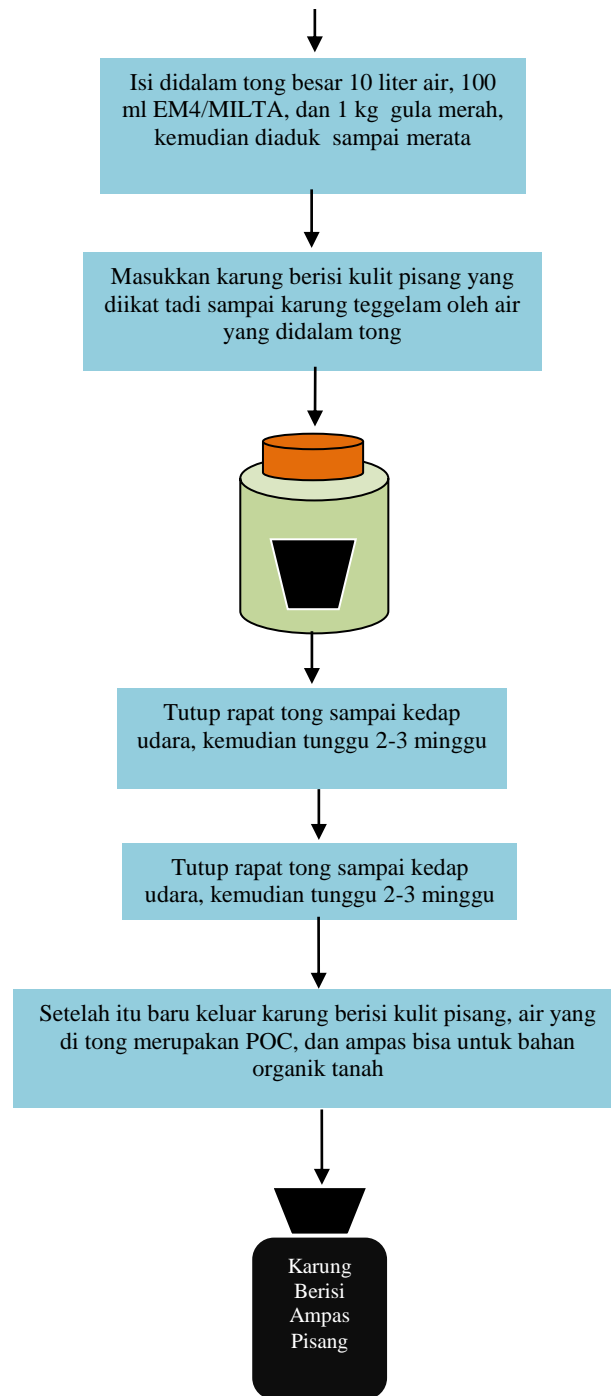 Isi didalam tong besar 10 liter air, 100
ml EM4/MILTA, dan 1 kg  gula merah,
kemudian diaduk  sampai merata
Masukkan karung berisi kulit pisang yang
diikat tadi sampai karung teggelam oleh air
yang didalam tong
Tutup rapat tong sampai kedap
udara, kemudian tunggu 2-3 minggu
Tutup rapat tong sampai kedap
udara, kemudian tunggu 2-3 minggu
Setelah itu baru keluar karung berisi kulit pisang, air yang
di tong merupakan POC, dan ampas bisa untuk bahan
organik tanah
Karung
Berisi
Ampas
Pisang